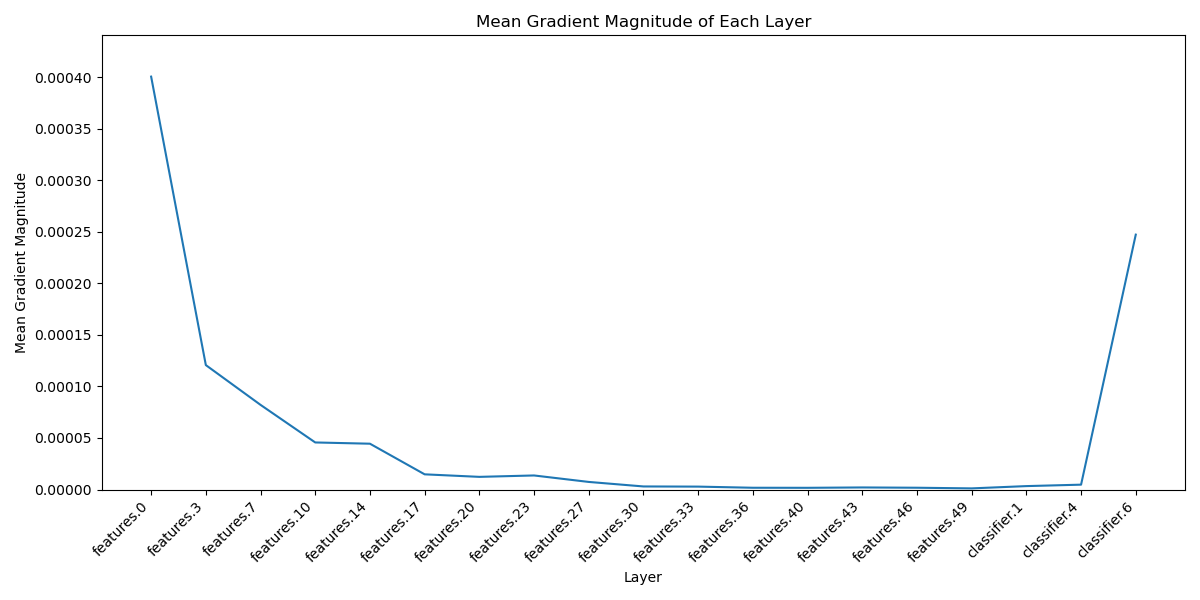 Mean Gradient Magnitude of Each Layer
Mean Gradient Magnitude
0.00040
0.00035
0.00030
0.00025
0.00020
0.00015
0.00010
0.00005
0.00000
features.0
features.3
features.7
features.10
features.14
features.17
features.20
features.23
features.27
features.30
features.33
features.36
features.40
features.43
features.46
features.49
classifier.1
classifier.4
classifier.6
Layer